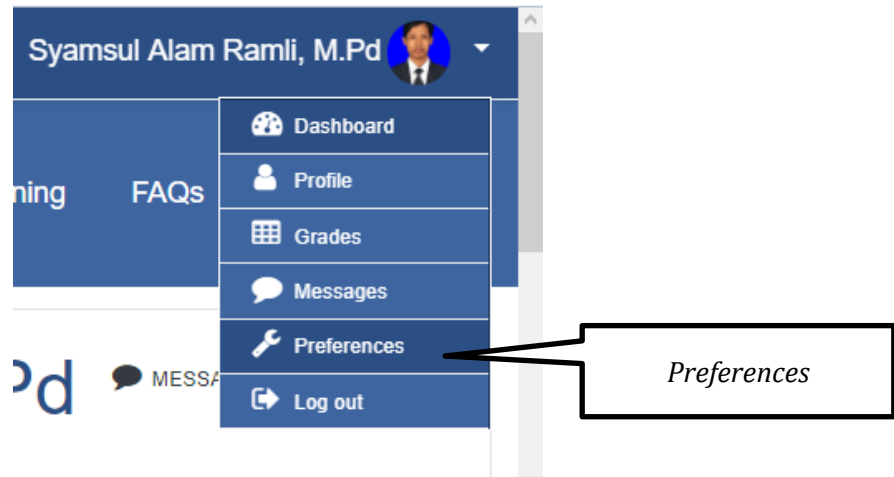 Syamsul Alam Ramli, M.Pd
Dashboard
ning FAQs
Profile
Grades
Messages
Preferences
Preferences
Pd MESSA
Log out